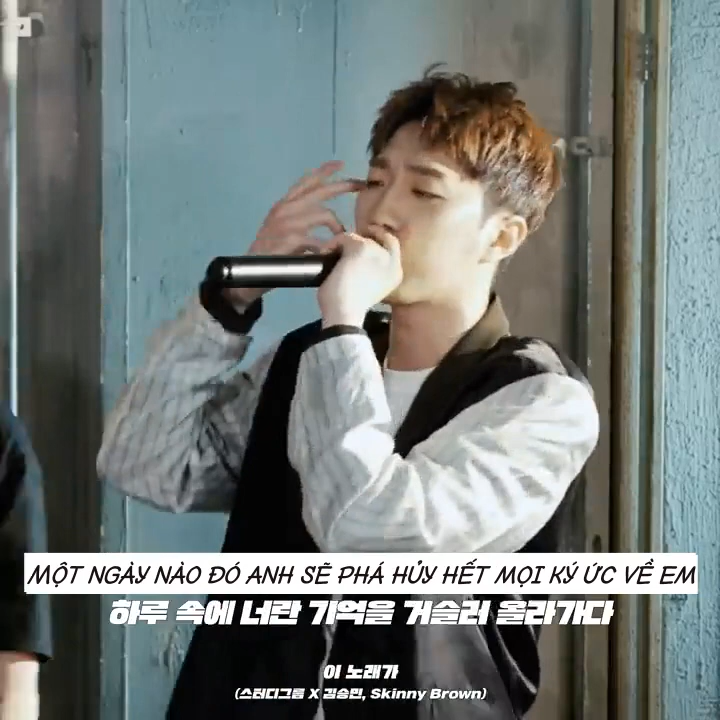 MỘT NGÀY NÀO ĐÓ ANH SẼ PHÁ HỦY HẾT MỌI KÝ ỨC VỀ EM
하루 속에 너란 기억을 거슬러 올라가다
이 노래가
(스터디그룹 X 김승민, Skinny Brown)